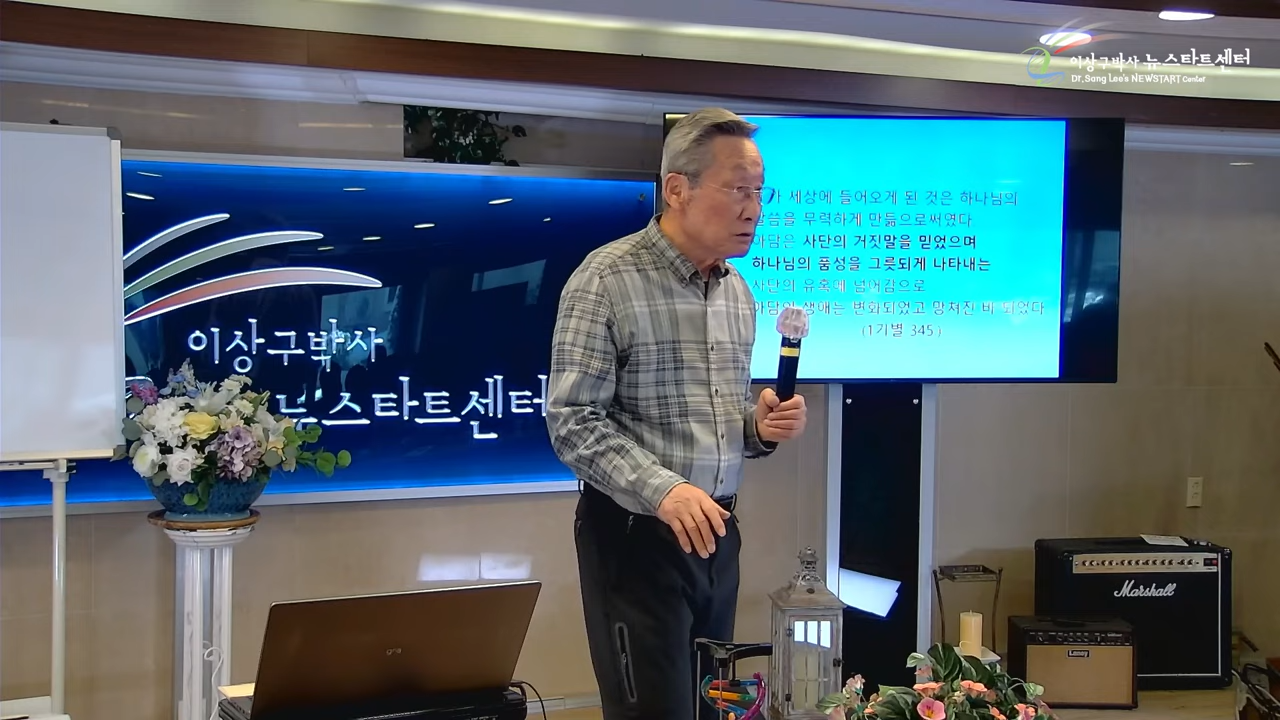 이상구박사 뉴스타트센터
Dr. Sang Lee's NEWSTART Center
가 세상에 들어오게 된 것은 하나님의
말씀을 무력하게 만듦으로써였다
아담은 사단의 거짓말을 믿었으며
하나님의 품성을 그릇되게 나타내는
사단의 유혹에 넘어감으로
아담의 생애는 변화되었고 망쳐진 바 되었다
(1기별 345)
이상구박사
뉴스타트센터
Marshall
Laney